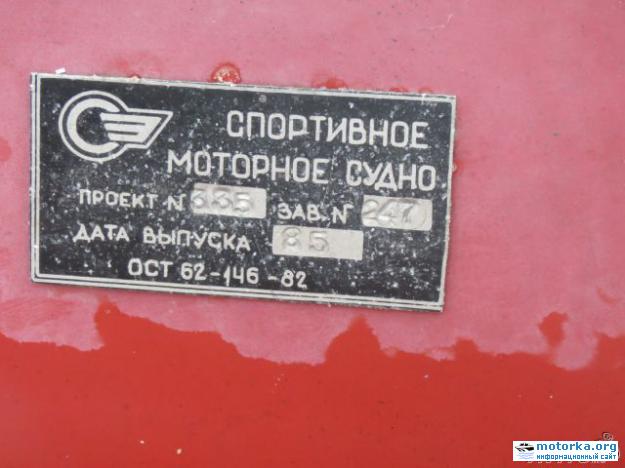 СПОРТИВНОЕ
МОТОРНОЕ СУДНО
ПРОЕКТ N 335 ЗАВ. N 247
ДАТА ВЫПУСКА 85
ОСТ 62-146-82
motorka.org
информационный сайт